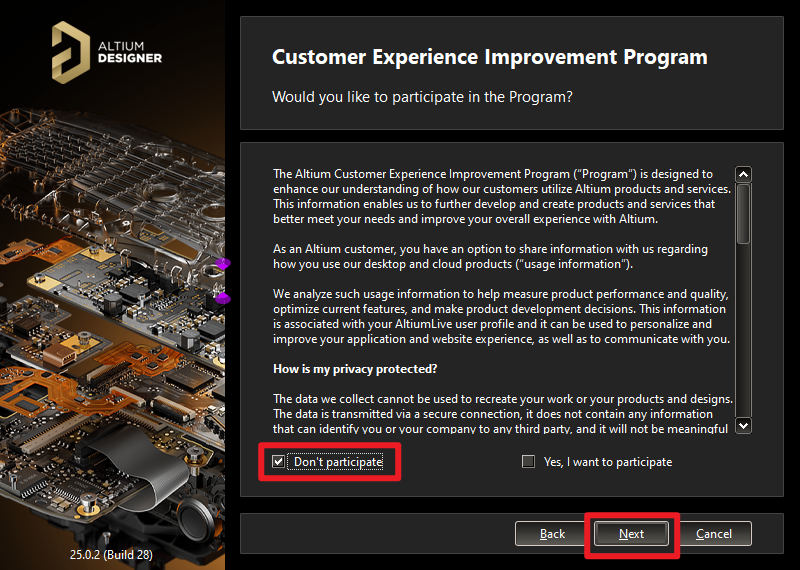 ALTIUM
DESIGNER
Customer Experience Improvement Program
Would you like to participate in the Program?
The Altium Customer Experience Improvement Program ("Program") is designed to
enhance our understanding of how our customers utilize Altium products and services.
This information enables us to further develop and create products and services that
better meet your needs and improve your overall experience with Altium.
As an Altium customer, you have an option to share information with us regarding
how you use our desktop and cloud products ("usage information").
We analyze such usage information to help measure product performance and quality,
optimize current features, and make product development decisions. This information
is associated with your AltiumLive user profile and it can be used to personalize and
improve your application and website experience, as well as to communicate with you.
How is my privacy protected?
The data we collect cannot be used to recreate your work or your products and designs.
The data is transmitted via a secure connection, it does not contain any information
that can identify you or your company to any third party, and it will not be meaningful
Don't participate
Yes, I want to participate
Back
Next
Cancel
25.0.2 (Build 28)